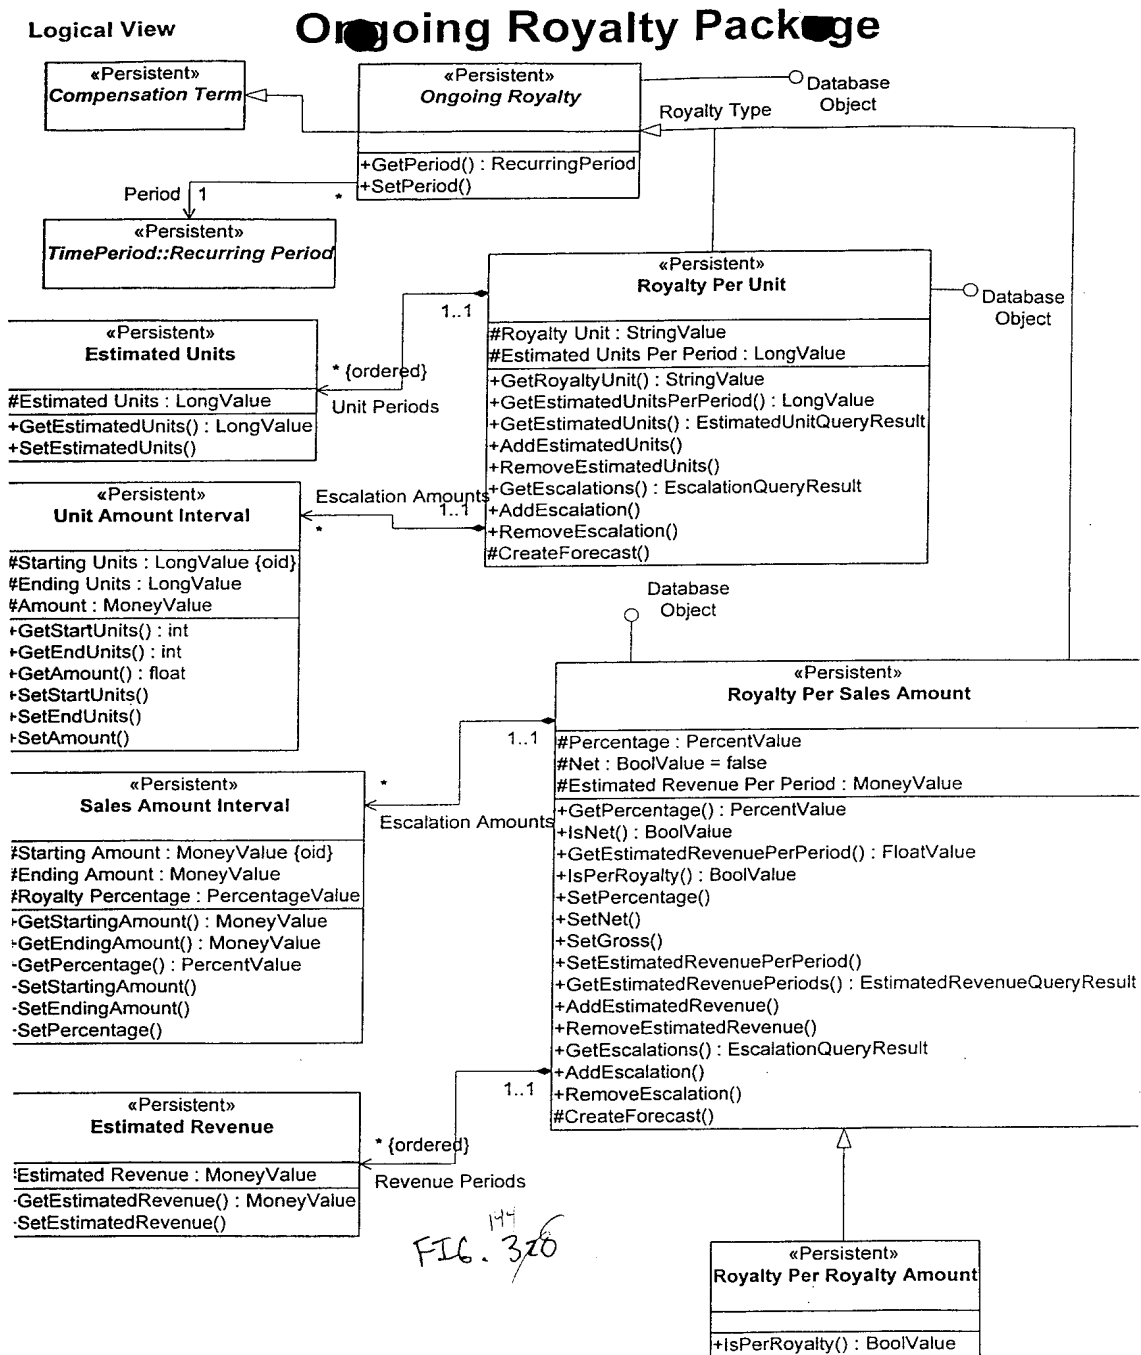 Logical View
Ongoing Royalty Package
«Persistent»
Compensation Term
«Persistent»
Ongoing Royalty
+GetPeriod() : RecurringPeriod
+SetPeriod()
Database
Object
Royalty Type
Period 1
*
«Persistent»
TimePeriod::Recurring Period
«Persistent»
Royalty Per Unit
#Royalty Unit : StringValue
#Estimated Units Per Period : LongValue
+GetRoyaltyUnit() : StringValue
+GetEstimatedUnitsPerPeriod() : LongValue
+GetEstimatedUnits() : EstimatedUnitQueryResult
+AddEstimatedUnits()
+RemoveEstimatedUnits()
+GetEscalations() : EscalationQueryResult
+AddEscalation()
+RemoveEscalation()
#CreateForecast()
Database
Object
1..1
* {ordered}
Unit Periods
«Persistent»
Estimated Units
#Estimated Units : LongValue
+GetEstimatedUnits() : LongValue
+SetEstimatedUnits()
Escalation Amounts
1..1
*
«Persistent»
Unit Amount Interval
#Starting Units : LongValue {oid}
#Ending Units : LongValue
#Amount : MoneyValue
+GetStartUnits() : int
+GetEndUnits() : int
+GetAmount() : float
+SetStartUnits()
+SetEndUnits()
+SetAmount()
Database
Object
«Persistent»
Royalty Per Sales Amount
#Percentage : PercentValue
#Net : BoolValue = false
#Estimated Revenue Per Period : MoneyValue
+GetPercentage() : PercentValue
+IsNet() : BoolValue
+GetEstimatedRevenuePerPeriod() : FloatValue
+IsPerRoyalty() : BoolValue
+SetPercentage()
+SetNet()
+SetGross()
+SetEstimatedRevenuePerPeriod()
+GetEstimatedRevenuePeriods() : EstimatedRevenueQueryResult
+AddEstimatedRevenue()
+RemoveEstimatedRevenue()
+GetEscalations() : EscalationQueryResult
+AddEscalation()
+RemoveEscalation()
#CreateForecast()
1..1
*
Escalation Amounts
«Persistent»
Sales Amount Interval
#Starting Amount : MoneyValue {oid}
#Ending Amount : MoneyValue
#Royalty Percentage : PercentageValue
+GetStartingAmount() : MoneyValue
+GetEndingAmount() : MoneyValue
-GetPercentage() : PercentValue
-SetStartingAmount()
-SetEndingAmount()
-SetPercentage()
1..1
* {ordered}
Revenue Periods
«Persistent»
Estimated Revenue
Estimated Revenue : MoneyValue
-GetEstimatedRevenue() : MoneyValue
-SetEstimatedRevenue()
144
FIG.
«Persistent»
Royalty Per Royalty Amount
+IsPerRoyalty() : BoolValue